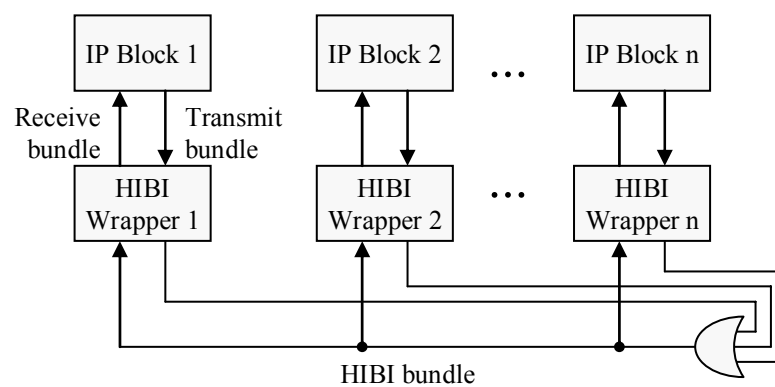 IP Block 1
IP Block 2
...
IP Block n
Receive
bundle
Transmit
bundle
HIBI
Wrapper 1
HIBI
Wrapper 2
...
HIBI
Wrapper n
HIBI bundle